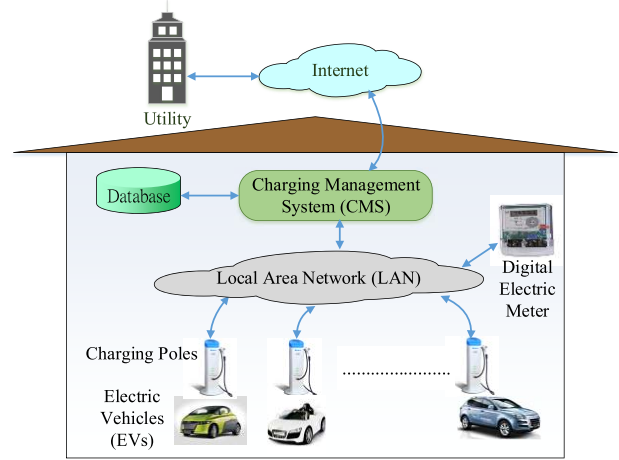 Internet
Utility
Charging Management
System (CMS)
Database
Local Area Network (LAN)
Digital
Electric
Meter
Charging Poles
Electric
Vehicles
(EVs)